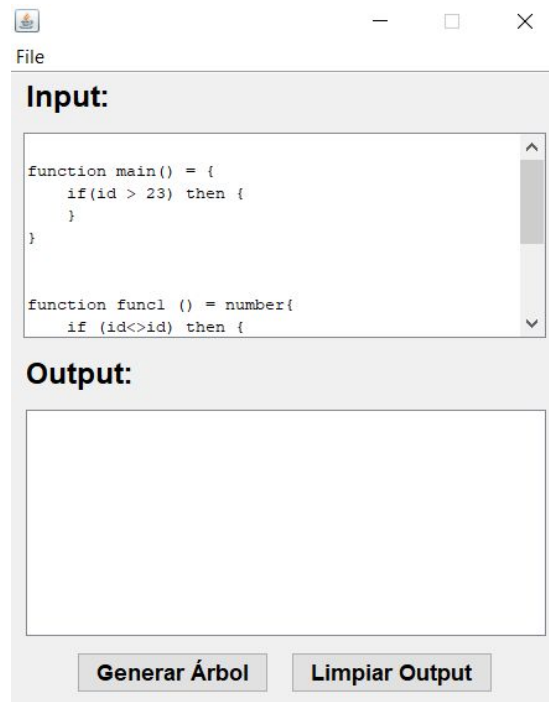 File
Input:
function main() = {
    if(id > 23) then {
    }
}
function func1 () = number{
    if (id<>id) then {
Output:
Generar Árbol
Limpiar Output